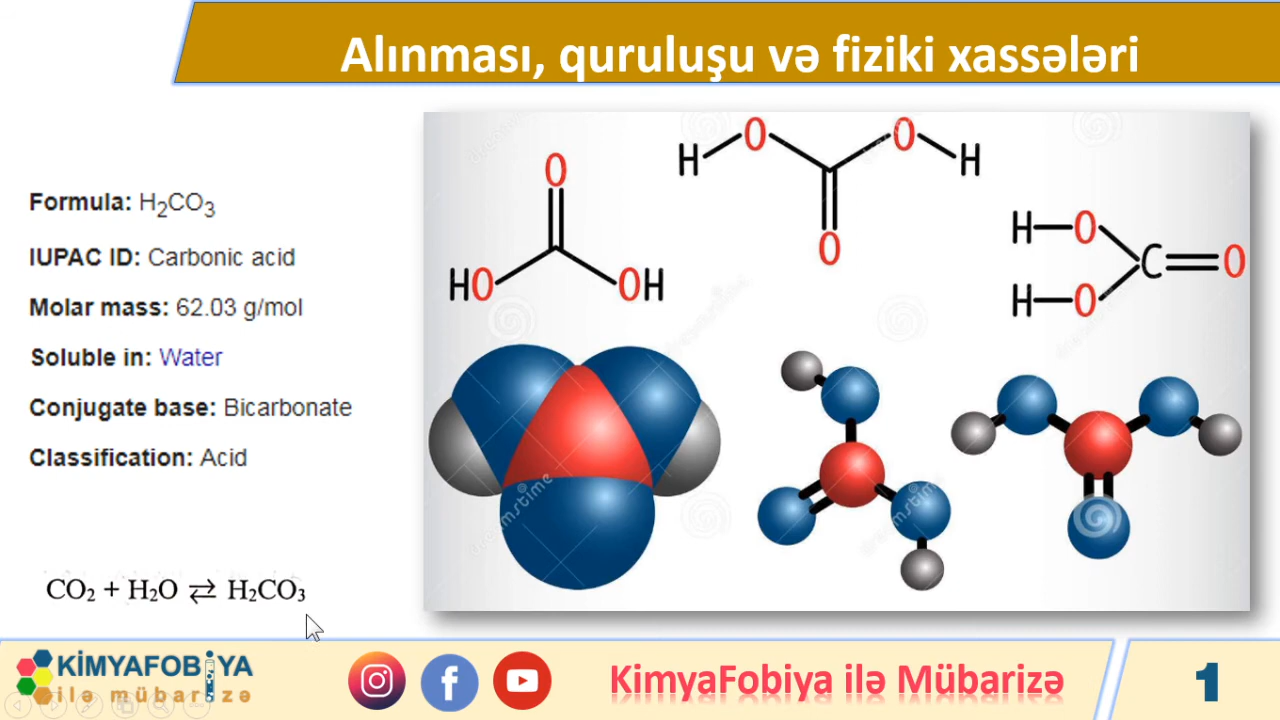 Alınması, quruluşu və fiziki xassələri
Formula: H₂CO₃
IUPAC ID: Carbonic acid
Molar mass: 62.03 g/mol
Soluble in: Water
Conjugate base: Bicarbonate
Classification: Acid
CO₂ + H₂O ⇄ H₂CO₃
O
HO
OH
H
O
O
H
O
H
O
C
O
H
O
dreamstime
KİMYAFOBİYA
ilə mübarizə
KimyaFobiya ilə Mübarizə
1